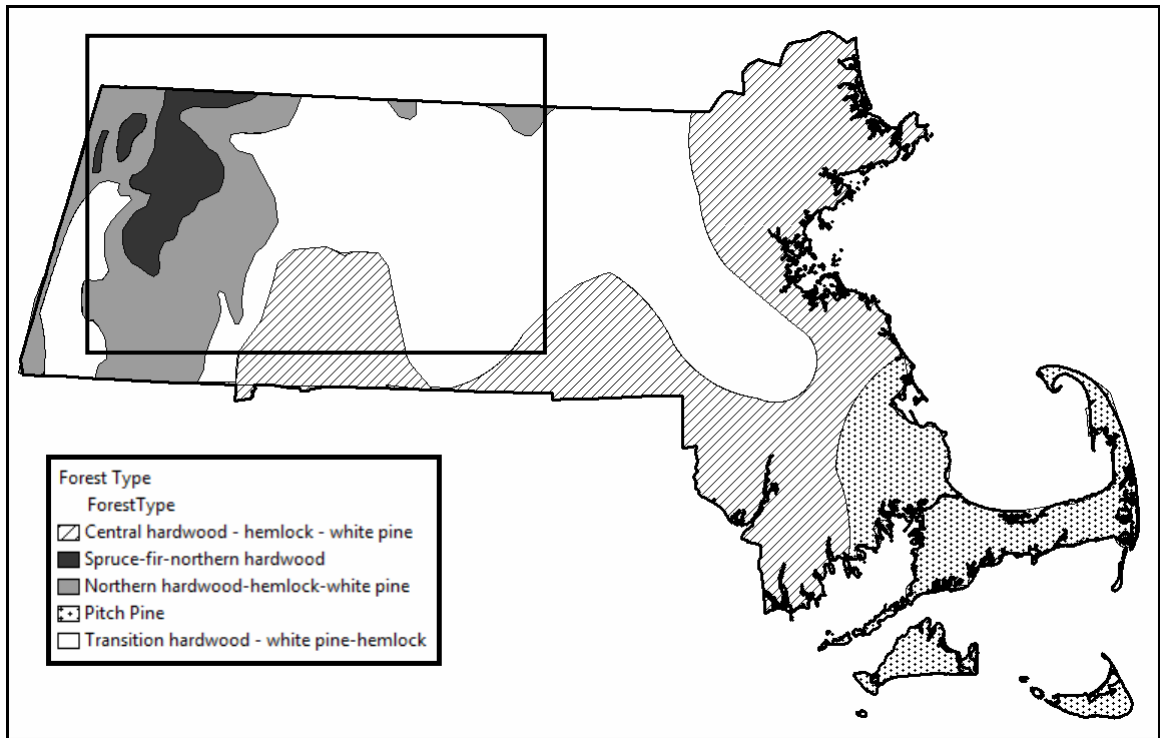 Forest Type
ForestType
Central hardwood - hemlock - white pine
Spruce-fir-northern hardwood
Northern hardwood-hemlock-white pine
Pitch Pine
Transition hardwood - white pine-hemlock